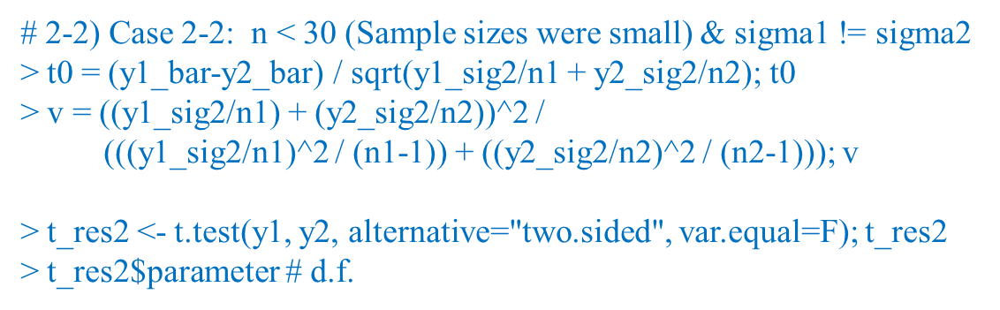 # 2-2) Case 2-2:  n < 30 (Sample sizes were small) & sigma1 != sigma2
> t0 = (y1_bar-y2_bar) / sqrt(y1_sig2/n1 + y2_sig2/n2); t0
> v = ((y1_sig2/n1) + (y2_sig2/n2))^2 /
(((y1_sig2/n1)^2 / (n1-1)) + ((y2_sig2/n2)^2 / (n2-1))); v
> t_res2 <- t.test(y1, y2, alternative="two.sided", var.equal=F); t_res2
> t_res2$parameter # d.f.